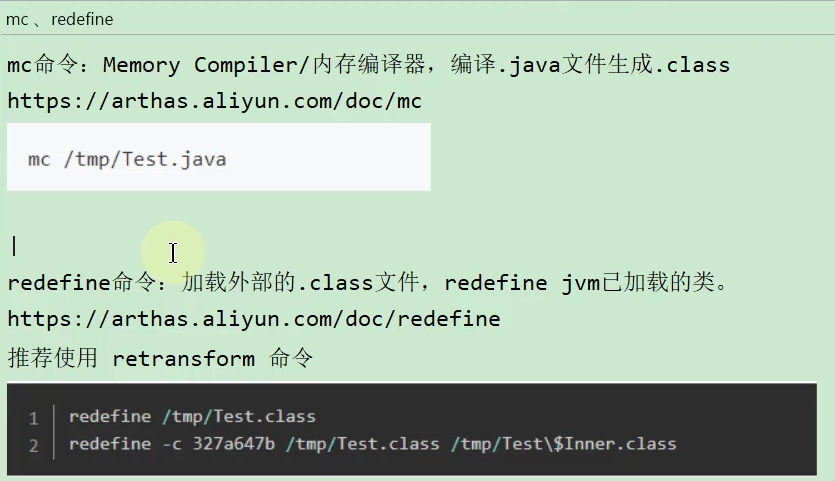 mc 、redefine
mc命令：Memory Compiler/内存编译器，编译.java文件生成.class
https://arthas.aliyun.com/doc/mc
mc /tmp/Test.java
redefine命令：加载外部的.class文件，redefine jvm已加载的类。
https://arthas.aliyun.com/doc/redefine
推荐使用 retransform 命令
1 redefine /tmp/Test.class
2 redefine -c 327a647b /tmp/Test.class /tmp/Test\$Inner.class